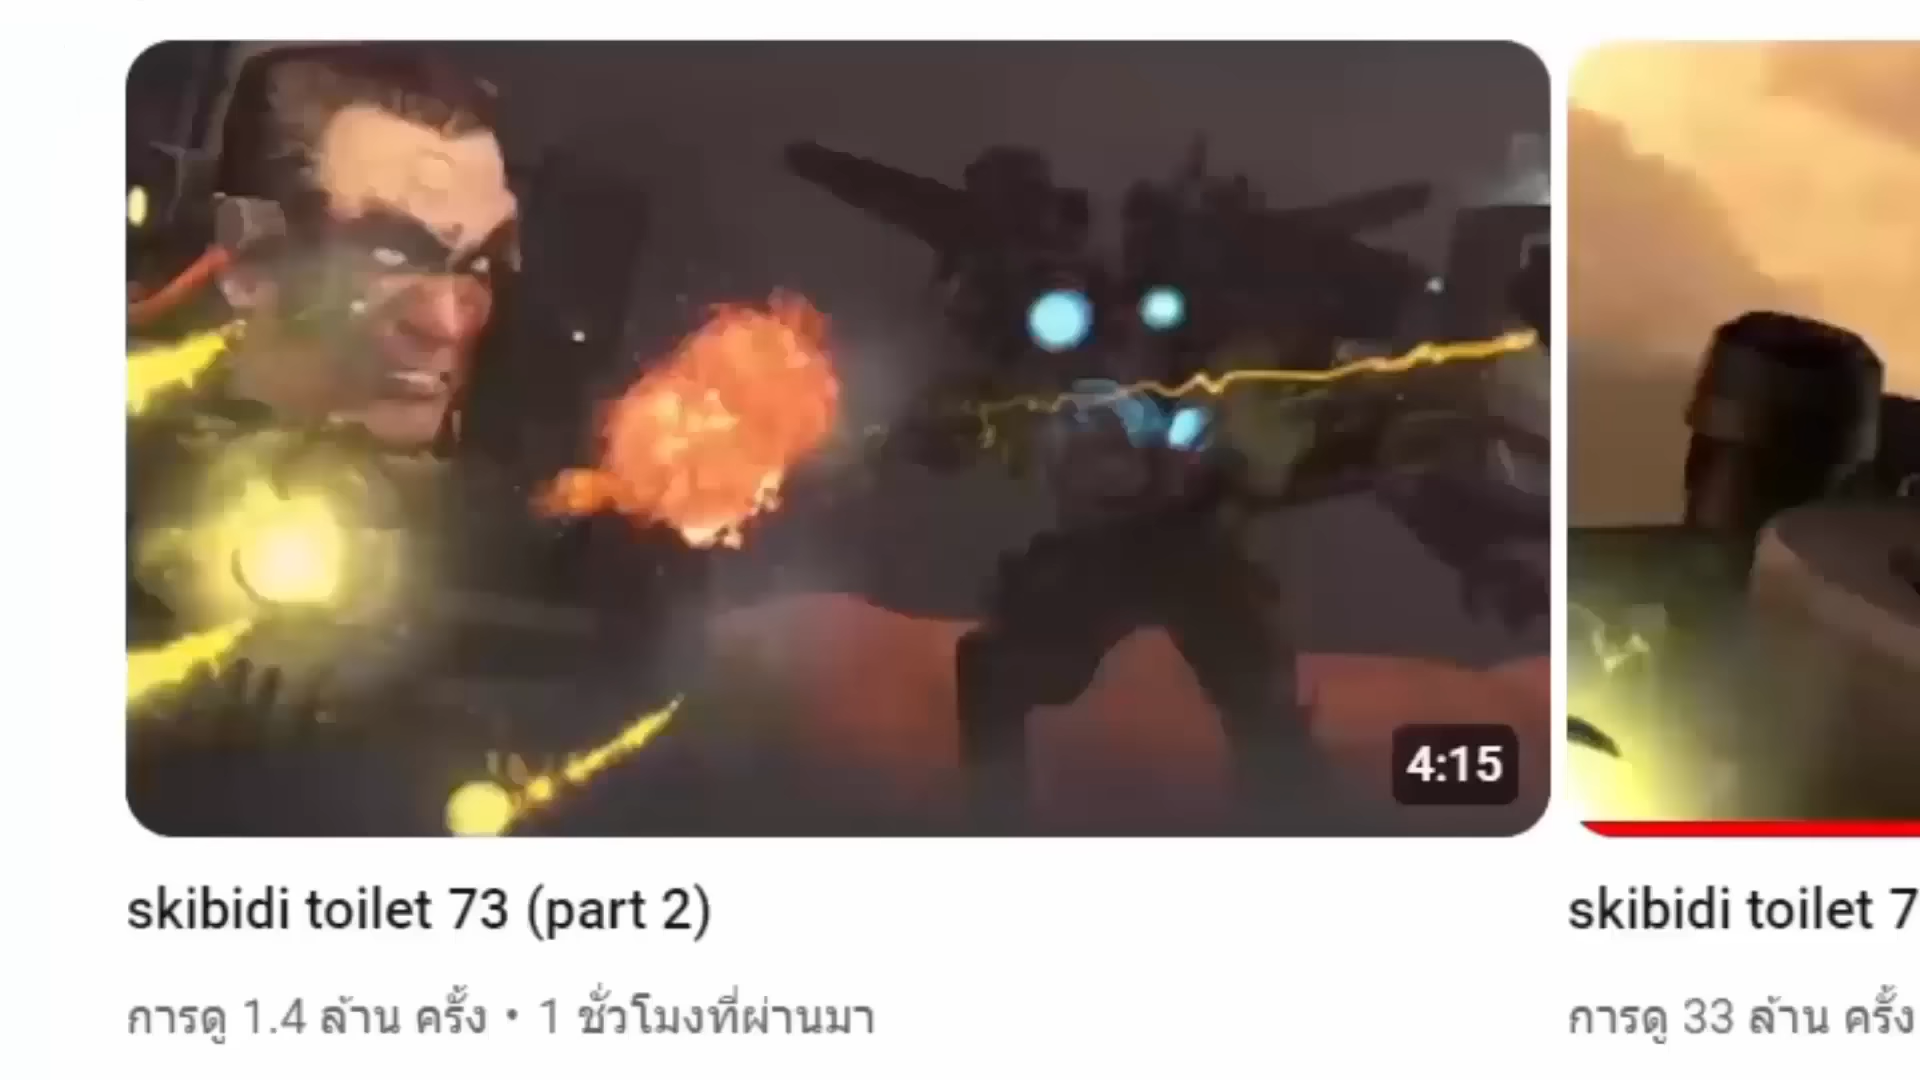 4:15
skibidi toilet 73 (part 2)
การดู 1.4 ล้าน ครั้ง • 1 ชั่วโมงที่ผ่านมา
skibidi toilet 7
การดู 33 ล้าน ครั้ง